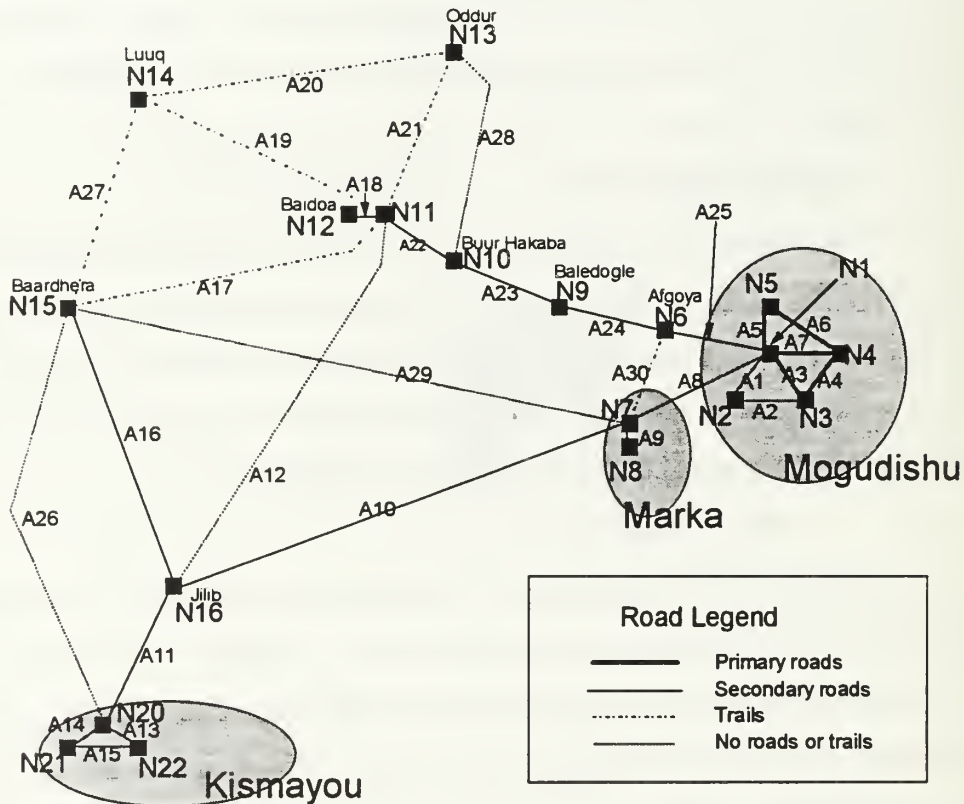 Oddur
N13
Luuq
N14
A20
A19
A21
A28
A27
A18
Baidoa
N12
N11
A25
A22
Buur Hakaba
N10
Baledogle
N9
A23
Afgoya
N6
A24
N1
N5
A5
A6
A7
N4
Baardhe'ra
N15
A17
A29
A30
A8
A1
A3
A4
N2
A2
N3
N7
A9
N8
Mogudishu
Marka
A16
A12
A10
A26
Jilib
N16
A11
Road Legend
Primary roads
Secondary roads
Trails
No roads or trails
N20
A14
A13
A15
N21
N22
Kismayou